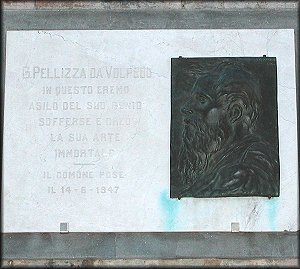 G. PELLIZZA DA VOLPEDO
IN QUESTO EREMO
ASILO DEL SUO GENIO
SOFFERSE E CREO'
LA SUA ARTE
IMMORTALE
IL COMUNE POSE
IL 14-6-1947